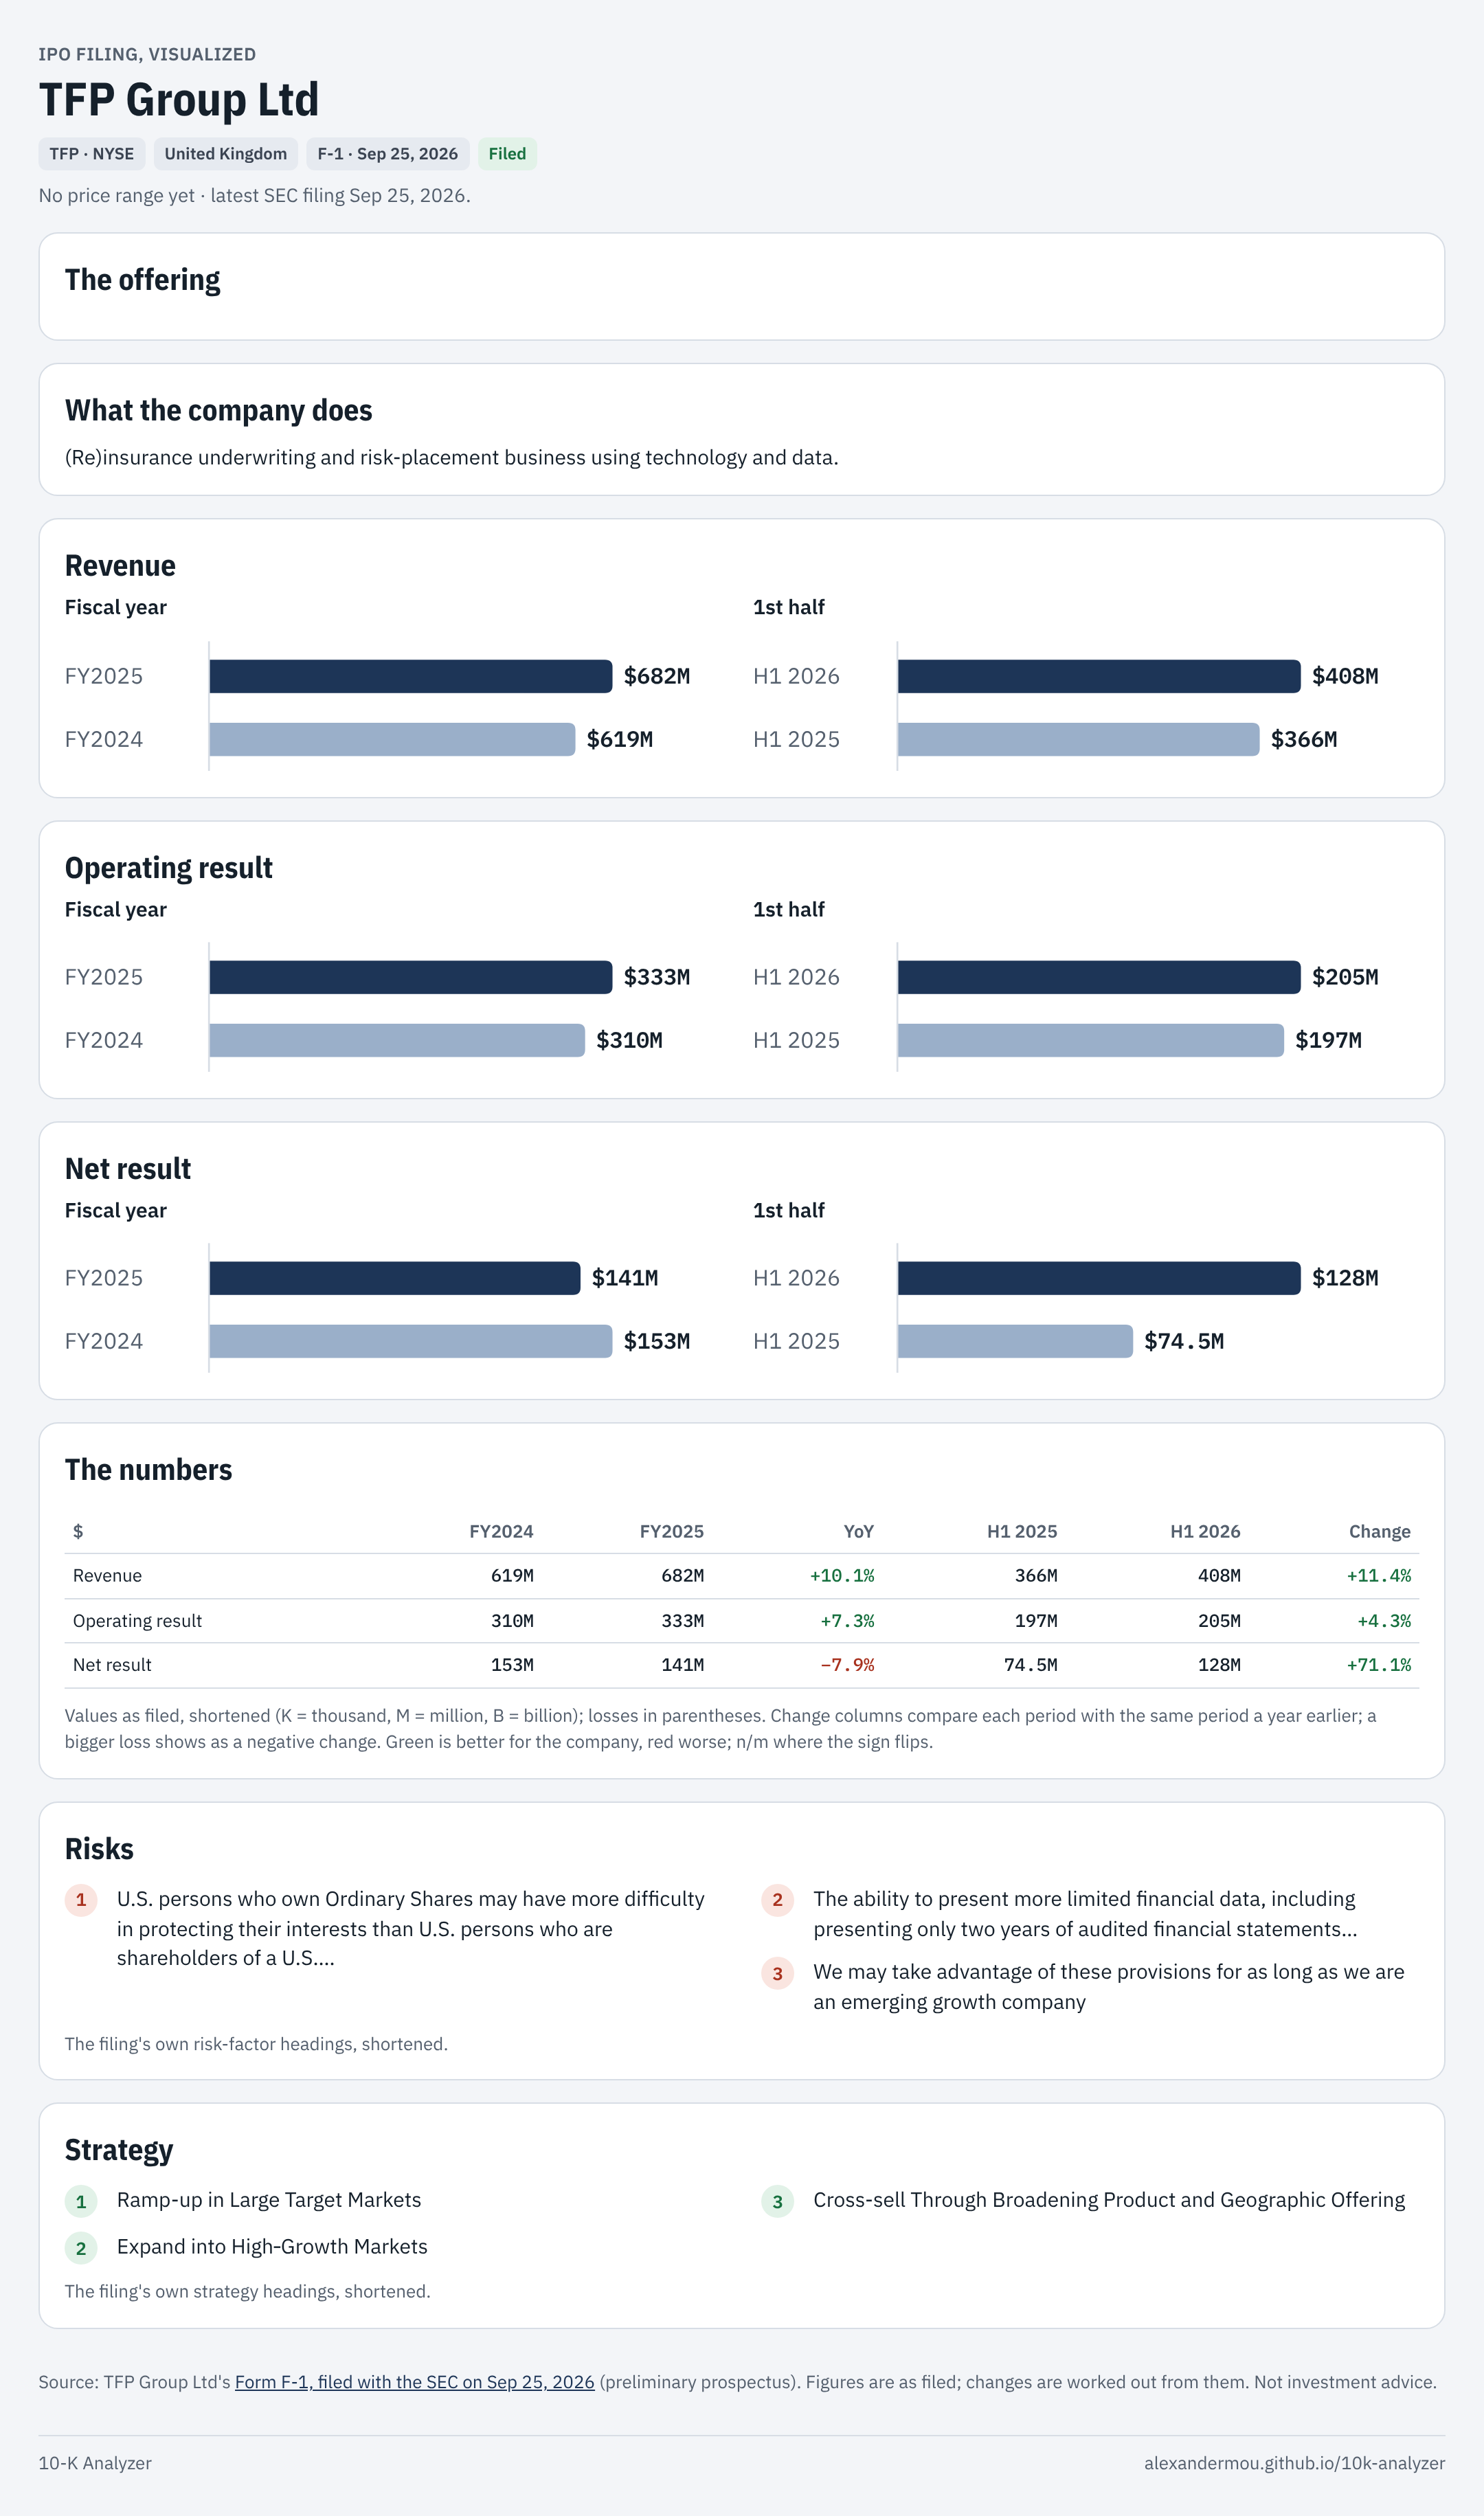 IPO FILING, VISUALIZED
TFP Group Ltd
TFP · NYSE
United Kingdom
F-1 · Sep 25, 2026
Filed
No price range yet · latest SEC filing Sep 25, 2026.
The offering
What the company does
(Re)insurance underwriting and risk-placement business using technology and data.
Revenue
Fiscal year
FY2025 $682M
FY2024 $619M
1st half
H1 2026 $408M
H1 2025 $366M
Operating result
Fiscal year
FY2025 $333M
FY2024 $310M
1st half
H1 2026 $205M
H1 2025 $197M
Net result
Fiscal year
FY2025 $141M
FY2024 $153M
1st half
H1 2026 $128M
H1 2025 $74.5M
The numbers
$ FY2024 FY2025 YoY H1 2025 H1 2026 Change
Revenue 619M 682M +10.1% 366M 408M +11.4%
Operating result 310M 333M +7.3% 197M 205M +4.3%
Net result 153M 141M −7.9% 74.5M 128M +71.1%
Values as filed, shortened (K = thousand, M = million, B = billion); losses in parentheses. Change columns compare each period with the same period a year earlier; a
bigger loss shows as a negative change. Green is better for the company, red worse; n/m where the sign flips.
Risks
1 U.S. persons who own Ordinary Shares may have more difficulty
in protecting their interests than U.S. persons who are
shareholders of a U.S....
2 The ability to present more limited financial data, including
presenting only two years of audited financial statements...
3 We may take advantage of these provisions for as long as we are
an emerging growth company
The filing's own risk-factor headings, shortened.
Strategy
1 Ramp-up in Large Target Markets
2 Expand into High-Growth Markets
3 Cross-sell Through Broadening Product and Geographic Offering
The filing's own strategy headings, shortened.
Source: TFP Group Ltd's Form F-1, filed with the SEC on Sep 25, 2026 (preliminary prospectus). Figures are as filed; changes are worked out from them. Not investment advice.
10-K Analyzer
alexandermou.github.io/10k-analyzer